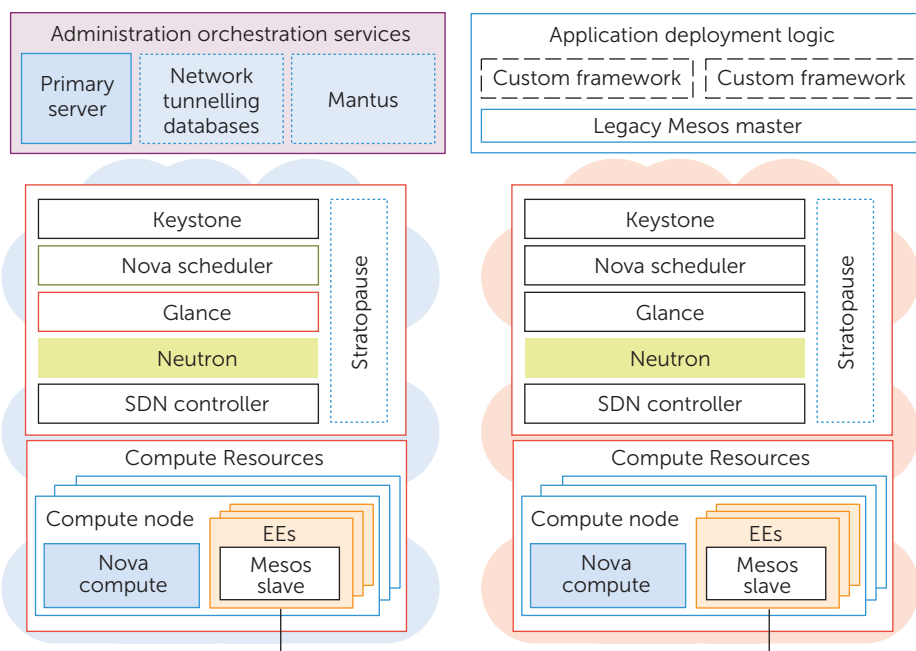 Administration orchestration services
Primary
server
Network
tunnelling
databases
Mantus
Application deployment logic
Custom framework
Custom framework
Legacy Mesos master
Keystone
Nova scheduler
Glance
Neutron
SDN controller
Stratopause
Compute Resources
Compute node
Nova
compute
EEs
Mesos
slave
Keystone
Nova scheduler
Glance
Neutron
SDN controller
Stratopause
Compute Resources
Compute node
Nova
compute
EEs
Mesos
slave